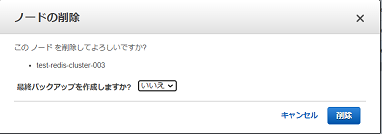 ノードの削除
×
この ノード を削除してよろしいですか?
• test-redis-cluster-003
最終バックアップを作成しますか? いいえ
キャンセル 削除